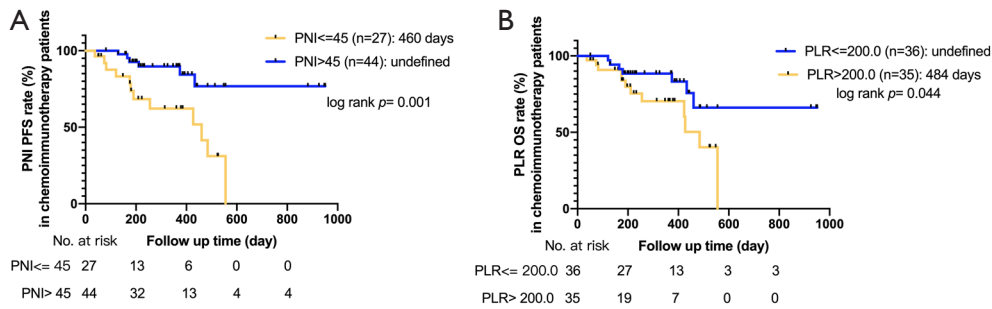 A
PNI PFS rate (%)
in chemoimmunotherapy patients
100
50
0
0 200 400 600 800 1000
PNI<=45 (n=27): 460 days
PNI>45 (n=44): undefined
log rank p= 0.001
No. at risk
Follow up time (day)
PNI<= 45 27 13 6 0 0
PNI> 45 44 32 13 4 4
B
PLR OS rate (%)
in chemoimmunotherapy patients
100
50
0
0 200 400 600 800 1000
PLR<=200.0 (n=36): undefined
PLR>200.0 (n=35): 484 days
log rank p= 0.044
No. at risk
Follow up time (day)
PLR<= 200.0 36 27 13 3 3
PLR> 200.0 35 19 7 0 0